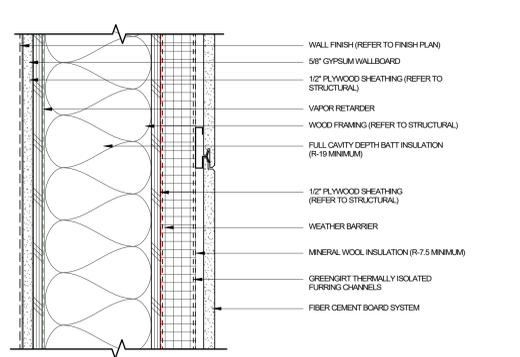 WALL FINISH (REFER TO FINISH PLAN)
5/8" GYPSUM WALLBOARD
1/2" PLYWOOD SHEATHING (REFER TO
STRUCTURAL)
VAPOR RETARDER
WOOD FRAMING (REFER TO STRUCTURAL)
FULL CAVITY DEPTH BATT INSULATION
(R-19 MINIMUM)
1/2" PLYWOOD SHEATHING
(REFER TO STRUCTURAL)
WEATHER BARRIER
MINERAL WOOL INSULATION (R-7.5 MINIMUM)
GREENGIRT THERMALLY ISOLATED
FURRING CHANNELS
FIBER CEMENT BOARD SYSTEM